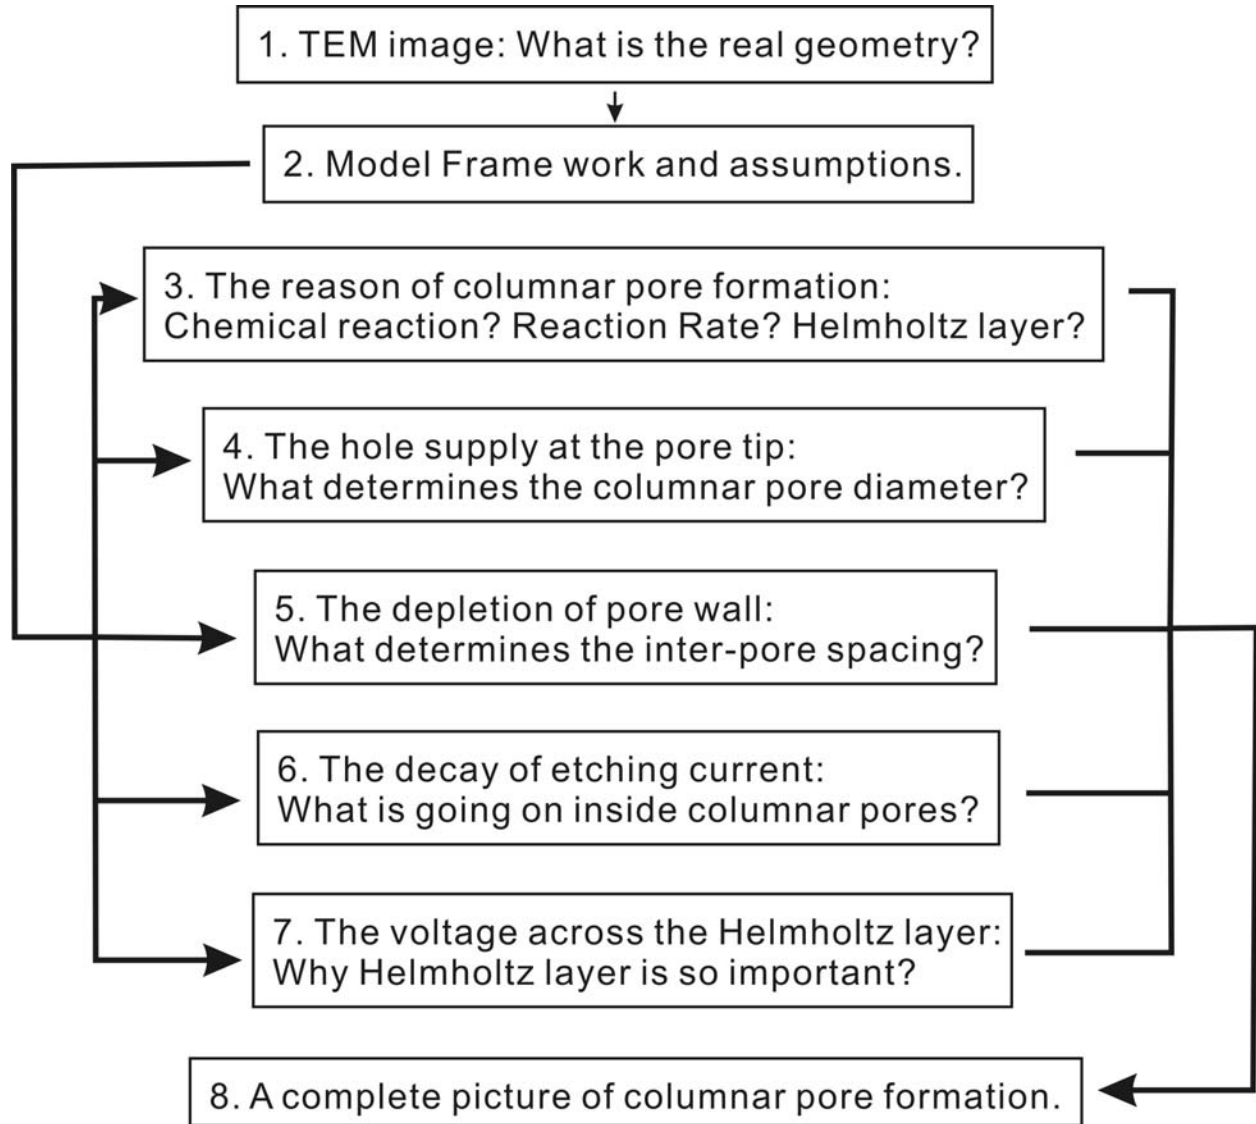 1. TEM image: What is the real geometry?
2. Model Frame work and assumptions.
3. The reason of columnar pore formation:
Chemical reaction? Reaction Rate? Helmholtz layer?
4. The hole supply at the pore tip:
What determines the columnar pore diameter?
5. The depletion of pore wall:
What determines the inter-pore spacing?
6. The decay of etching current:
What is going on inside columnar pores?
7. The voltage across the Helmholtz layer:
Why Helmholtz layer is so important?
8. A complete picture of columnar pore formation.